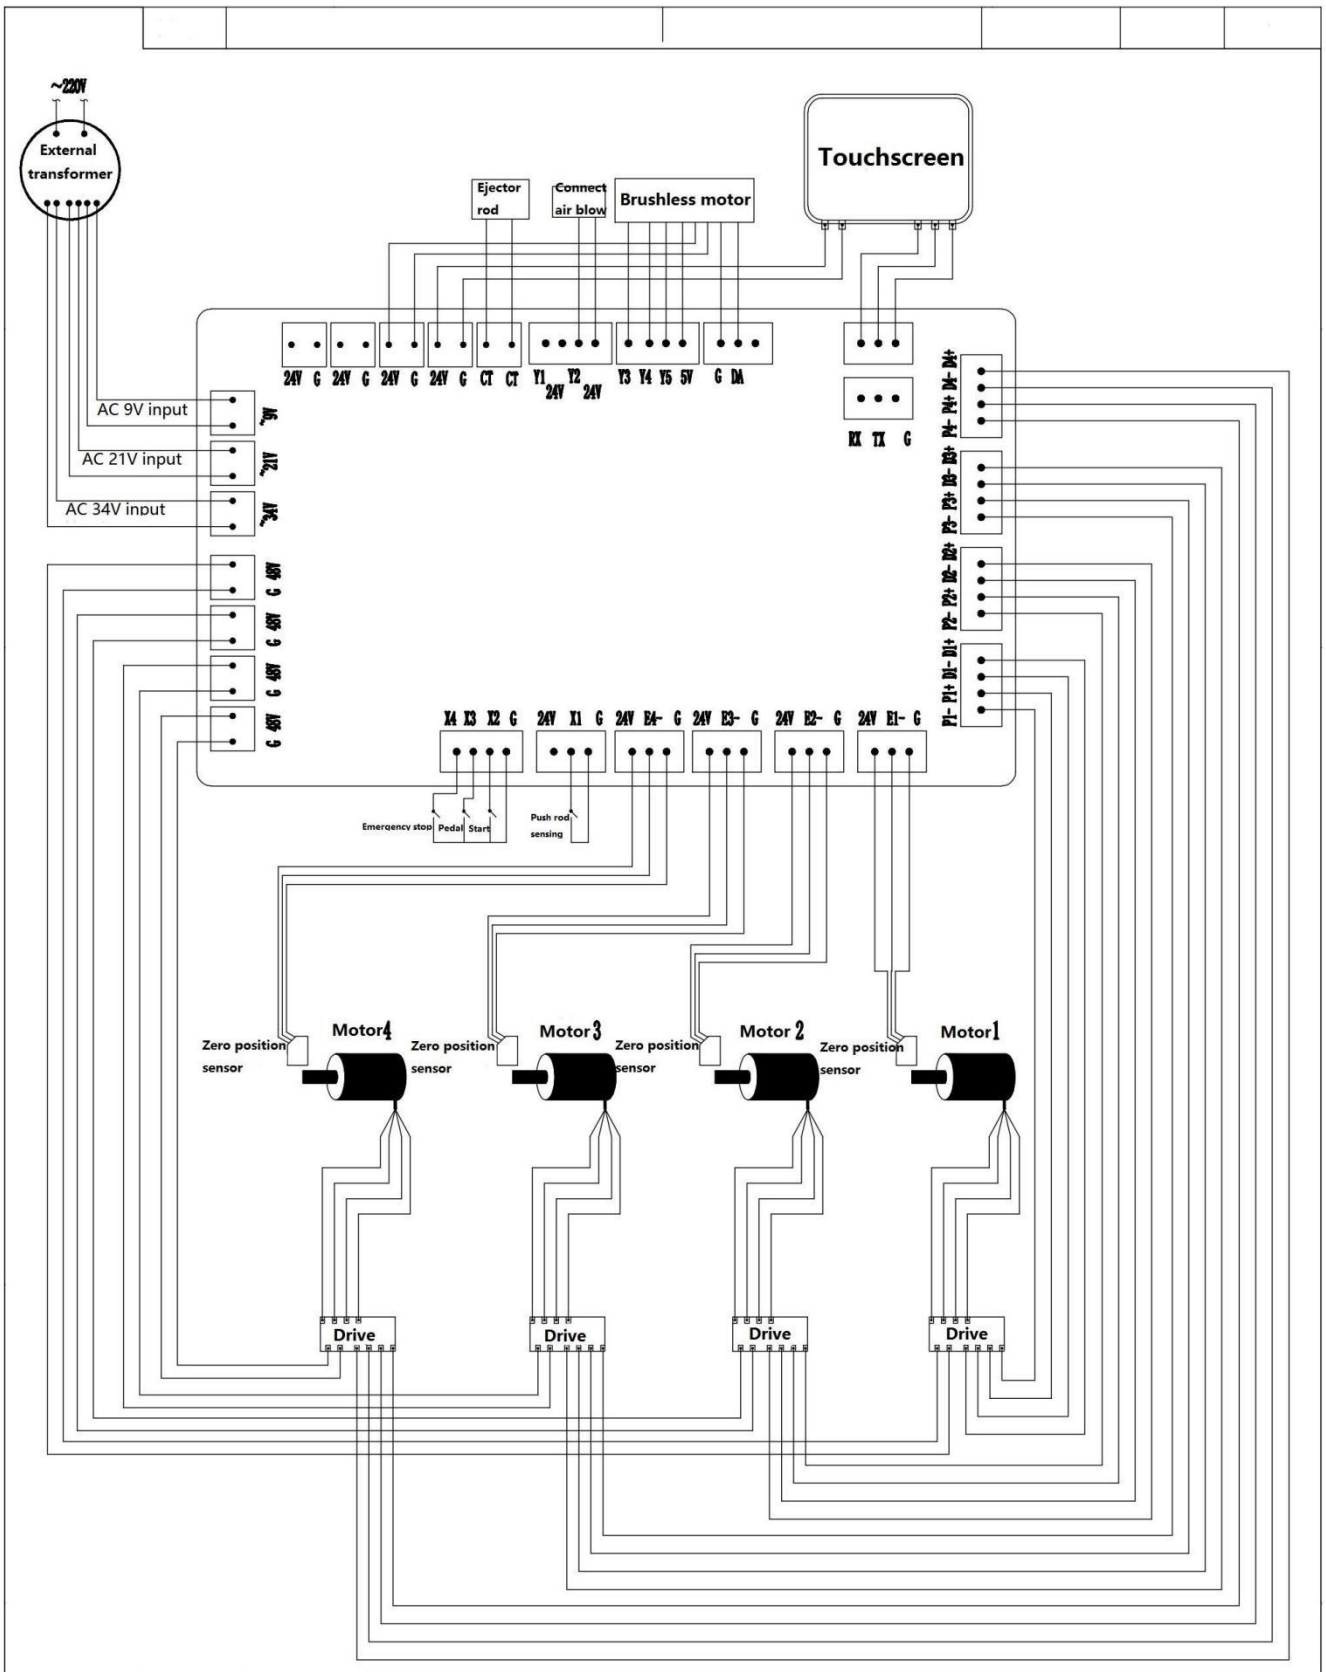 ~220V
External
transformer
Touchscreen
Ejector
rod
Connect
air blow
Brushless motor
24V G 24V G 24V G 24V G CT CT Y1 Y2 Y3 Y4 Y5 5V G DA
24V 24V
RX TX G
AC 9V input
~9V
AC 21V input
~21V
AC 34V input
~34V
G 48V
G 48V
G 48V
G 48V
P4- P4+ D4- D4+
P3- P3+ D3- D3+
P2- P2+ D2- D2+
P1- P1+ D1- D1+
X4 X3 X2 G 24V X1 G 24V E4- G 24V E3- G 24V E2- G 24V E1- G
Emergency stop Pedal Start
Push rod
sensing
Motor4
Zero position
sensor
Motor 3
Zero position
sensor
Motor 2
Zero position
sensor
Motor1
Zero position
sensor
Drive Drive Drive Drive